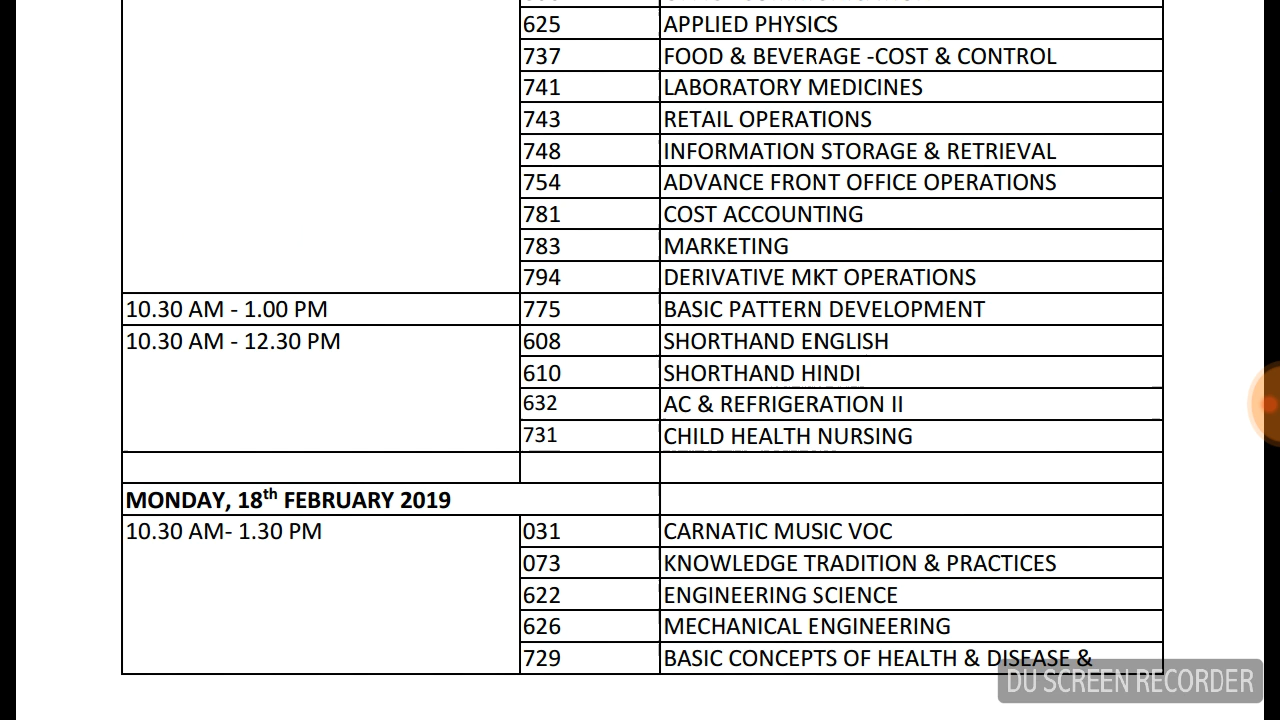 625 APPLIED PHYSICS
737 FOOD & BEVERAGE -COST & CONTROL
741 LABORATORY MEDICINES
743 RETAIL OPERATIONS
748 INFORMATION STORAGE & RETRIEVAL
754 ADVANCE FRONT OFFICE OPERATIONS
781 COST ACCOUNTING
783 MARKETING
794 DERIVATIVE MKT OPERATIONS
10.30 AM - 1.00 PM 775 BASIC PATTERN DEVELOPMENT
10.30 AM - 12.30 PM 608 SHORTHAND ENGLISH
610 SHORTHAND HINDI
632 AC & REFRIGERATION II
731 CHILD HEALTH NURSING
MONDAY, 18th FEBRUARY 2019
10.30 AM- 1.30 PM 031 CARNATIC MUSIC VOC
073 KNOWLEDGE TRADITION & PRACTICES
622 ENGINEERING SCIENCE
626 MECHANICAL ENGINEERING
729 BASIC CONCEPTS OF HEALTH & DISEASE &
DU SCREEN RECORDER